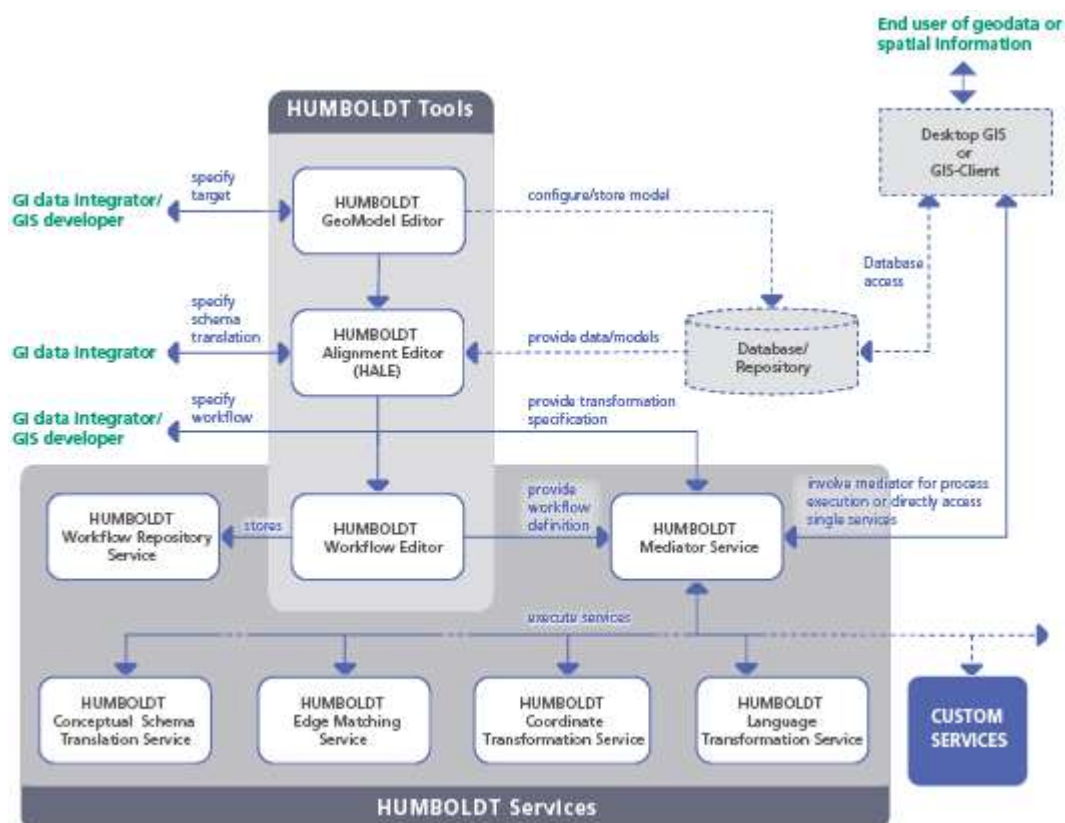 End user of geodata or
spatial information
HUMBOLDT Tools
Desktop GIS
or
GIS-Client
GI data Integrator/
GIS developer
specify
target
HUMBOLDT
GeoModel Editor
configure/store model
Database
access
GI data Integrator
specify
schema
translation
HUMBOLDT
Alignment Editor
(HALE)
provide data/models
Database/
Repository
GI data Integrator/
GIS developer
specify
workflow
provide transformation
specification
HUMBOLDT
Workflow Repository
Service
stores
HUMBOLDT
Workflow Editor
provide
workflow
definition
HUMBOLDT
Mediator Service
involve mediator for process
execution or directly access
single services
execute services
HUMBOLDT
Conceptual Schema
Translation Service
HUMBOLDT
Edge Matching
Service
HUMBOLDT
Coordinate
Transformation Service
HUMBOLDT
Language
Transformation Service
CUSTOM
SERVICES
HUMBOLDT Services